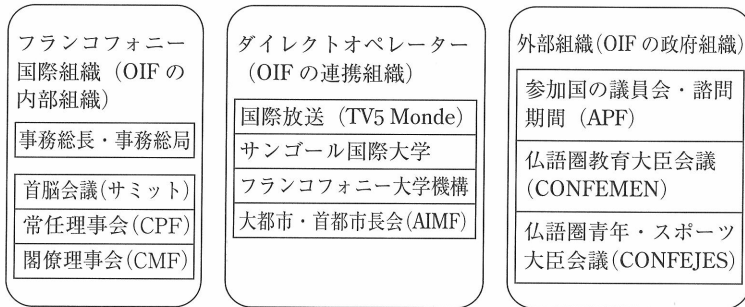 フランコフォニー
国際組織（OIFの
内部組織）
事務総長・事務総局
首脳会議(サミット)
常任理事会(CPF)
閣僚理事会(CMF)
ダイレクトオペレーター
（OIFの連携組織）
国際放送（TV5 Monde）
サンゴール国際大学
フランコフォニー大学機構
大都市・首都市長会(AIMF)
外部組織(OIFの政府組織)
参加国の議員会・諮問
期間（APF）
仏語圏教育大臣会議
(CONFEMEN)
仏語圏青年・スポーツ
大臣会議(CONFEJES)